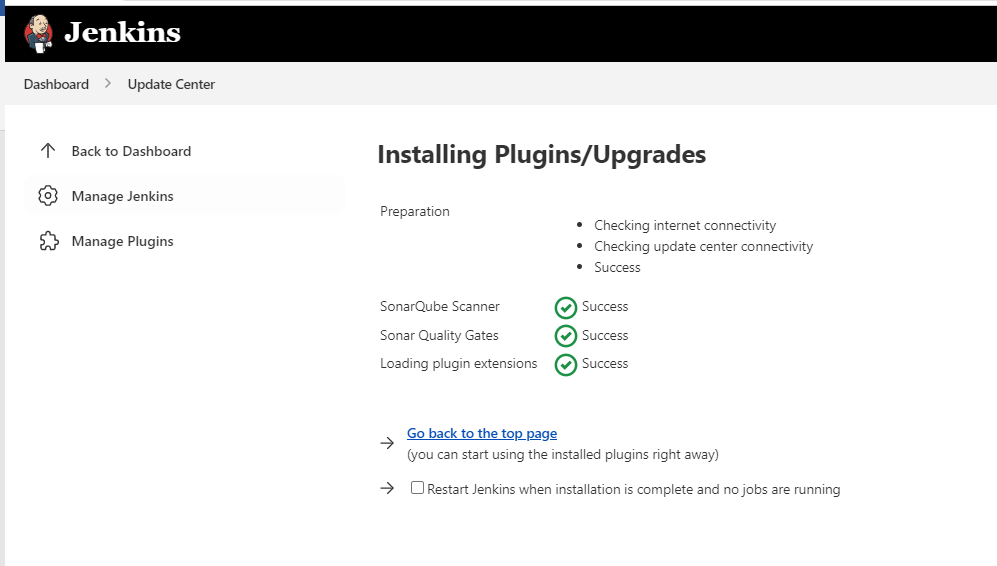 Jenkins
Dashboard > Update Center
Back to Dashboard
Manage Jenkins
Manage Plugins
Installing Plugins/Upgrades
Preparation
Checking internet connectivity
Checking update center connectivity
Success
SonarQube Scanner Success
Sonar Quality Gates Success
Loading plugin extensions Success
Go back to the top page
(you can start using the installed plugins right away)
Restart Jenkins when installation is complete and no jobs are running